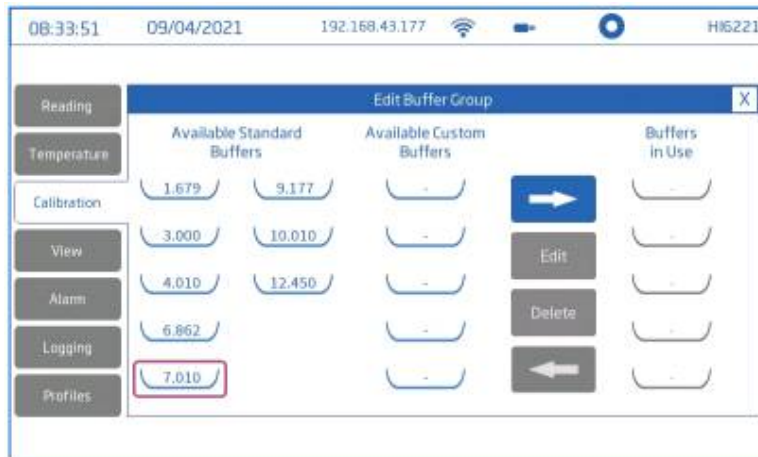 08:33:51 09/04/2021 192.168.43.177 HI6221
Edit Buffer Group X
Reading
Temperature
Calibration
View
Alarm
Logging
Profiles
Available Standard
Buffers
1.679 9.177
3.000 10.010
4.010 12.450
6.862
7.010
Available Custom
Buffers
-
-
-
-
-
Edit
Delete
Buffers
in Use
-
-
-
-
-